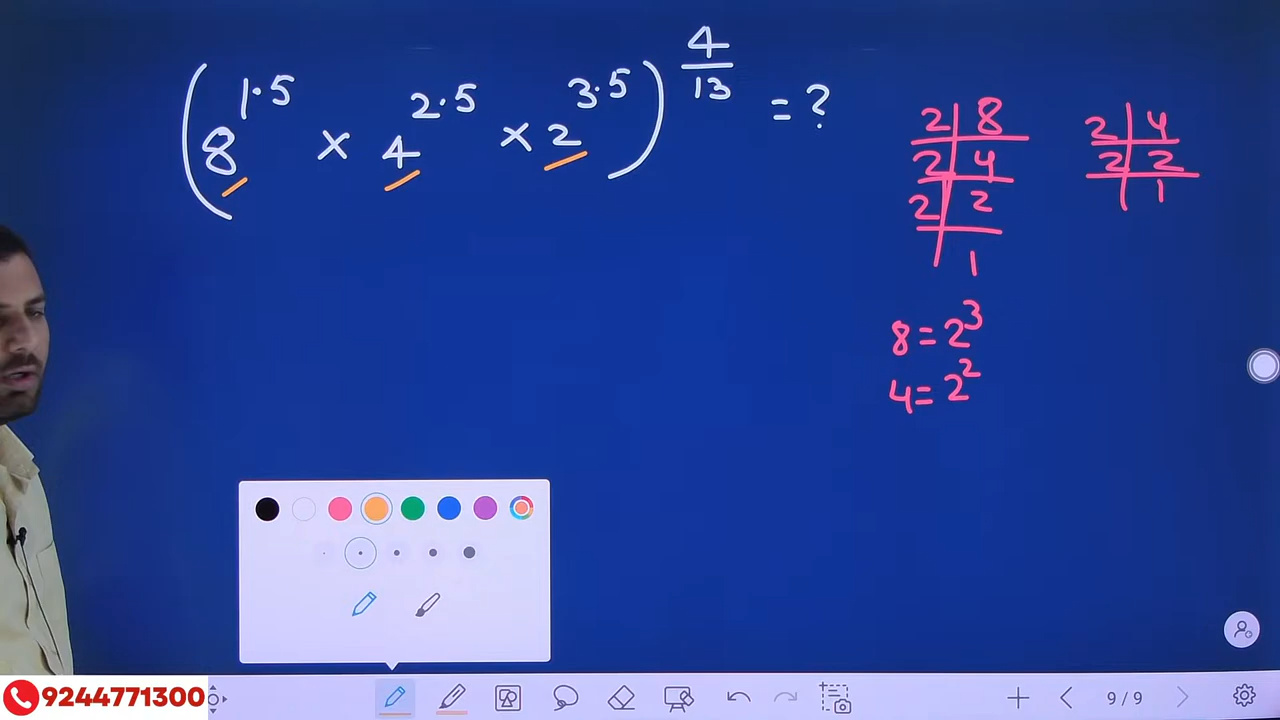 (8^1.5 × 4^2.5 × 2^3.5)^4/13 = ?
2 | 8
2 | 4
2 | 2
1
2 | 4
2 | 2
1
8 = 2^3
4 = 2^2
9244771300
9/9